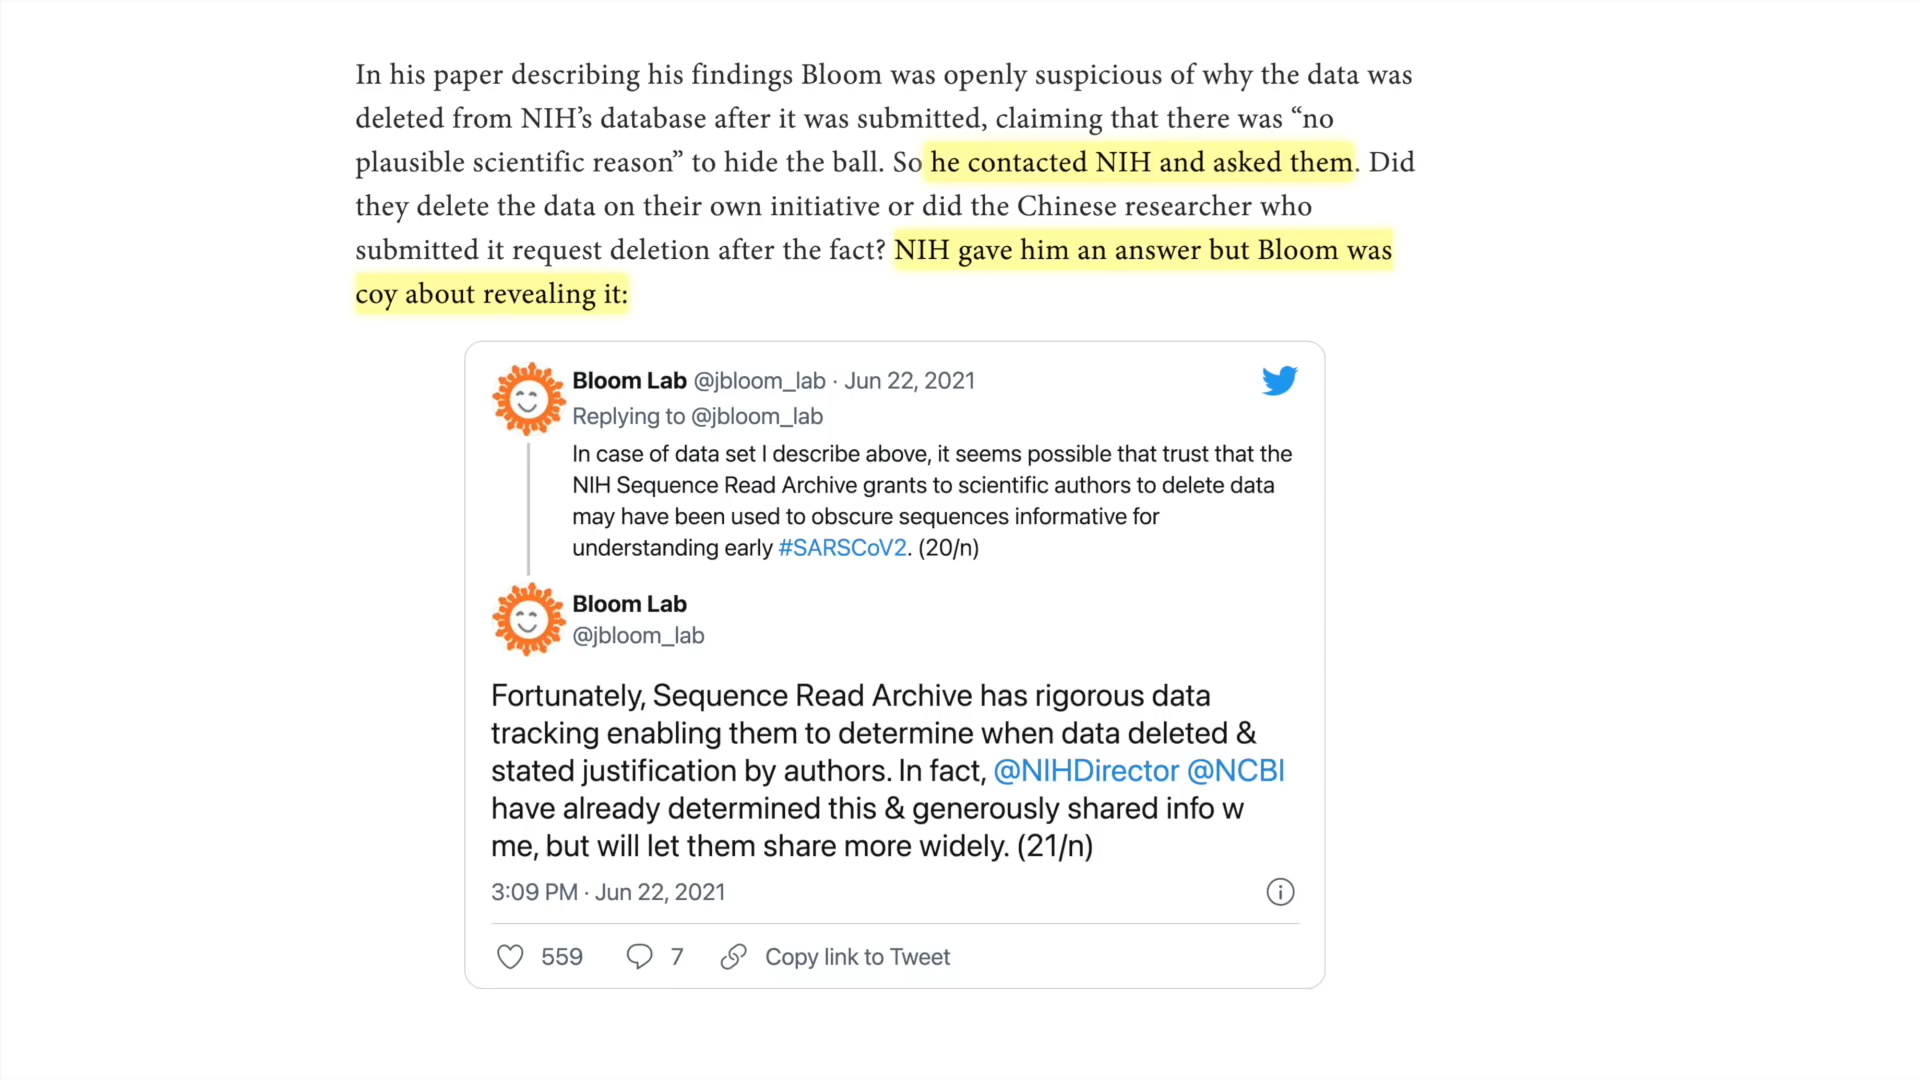 In his paper describing his findings Bloom was openly suspicious of why the data was
deleted from NIH’s database after it was submitted, claiming that there was “no
plausible scientific reason” to hide the ball. So he contacted NIH and asked them. Did
they delete the data on their own initiative or did the Chinese researcher who
submitted it request deletion after the fact? NIH gave him an answer but Bloom was
coy about revealing it:
Bloom Lab @jbloom_lab · Jun 22, 2021
Replying to @jbloom_lab
In case of data set I describe above, it seems possible that trust that the
NIH Sequence Read Archive grants to scientific authors to delete data
may have been used to obscure sequences informative for
understanding early #SARSCoV2. (20/n)
Bloom Lab
@jbloom_lab
Fortunately, Sequence Read Archive has rigorous data
tracking enabling them to determine when data deleted &
stated justification by authors. In fact, @NIHDirector @NCBI
have already determined this & generously shared info w
me, but will let them share more widely. (21/n)
3:09 PM · Jun 22, 2021
559 7 Copy link to Tweet